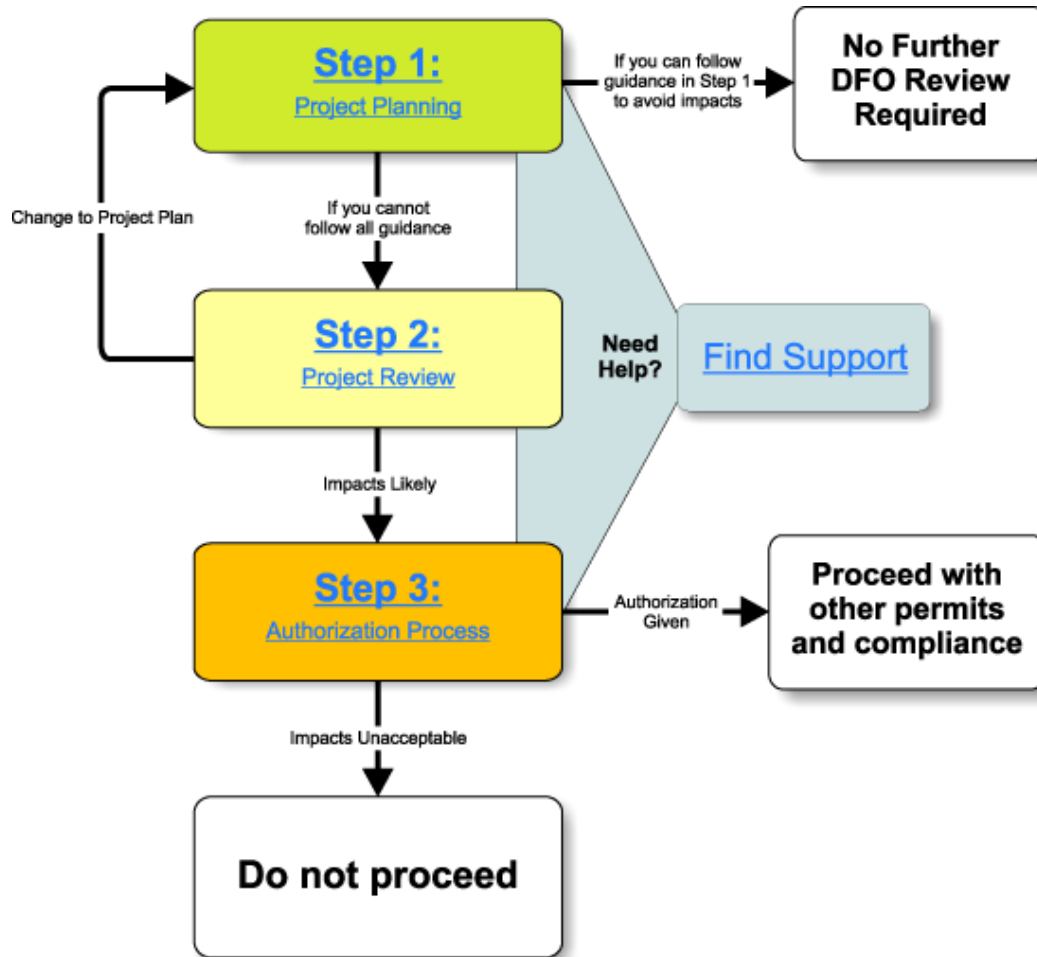 Step 1:
Project Planning
If you can follow
guidance in Step 1
to avoid impacts
No Further
DFO Review
Required
Change to Project Plan
If you cannot
follow all guidance
Step 2:
Project Review
Need
Help?
Find Support
Impacts Likely
Step 3:
Authorization Process
Authorization
Given
Proceed with
other permits
and compliance
Impacts Unacceptable
Do not proceed